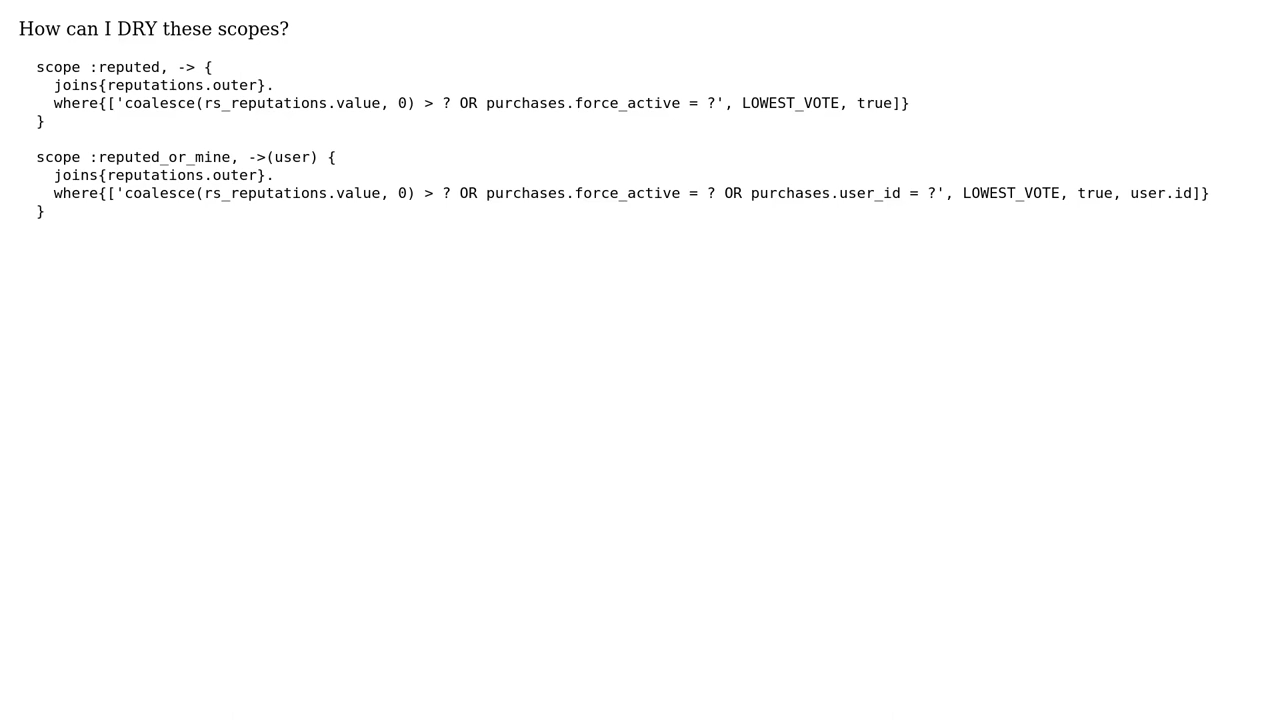 How can I DRY these scopes?
scope :reputed, -> {
joins{reputations.outer}.
where{['coalesce(rs_reputations.value, 0) > ? OR purchases.force_active = ?', LOWEST_VOTE, true]}
}
scope :reputed_or_mine, ->(user) {
joins{reputations.outer}.
where{['coalesce(rs_reputations.value, 0) > ? OR purchases.force_active = ? OR purchases.user_id = ?', LOWEST_VOTE, true, user.id]}
}